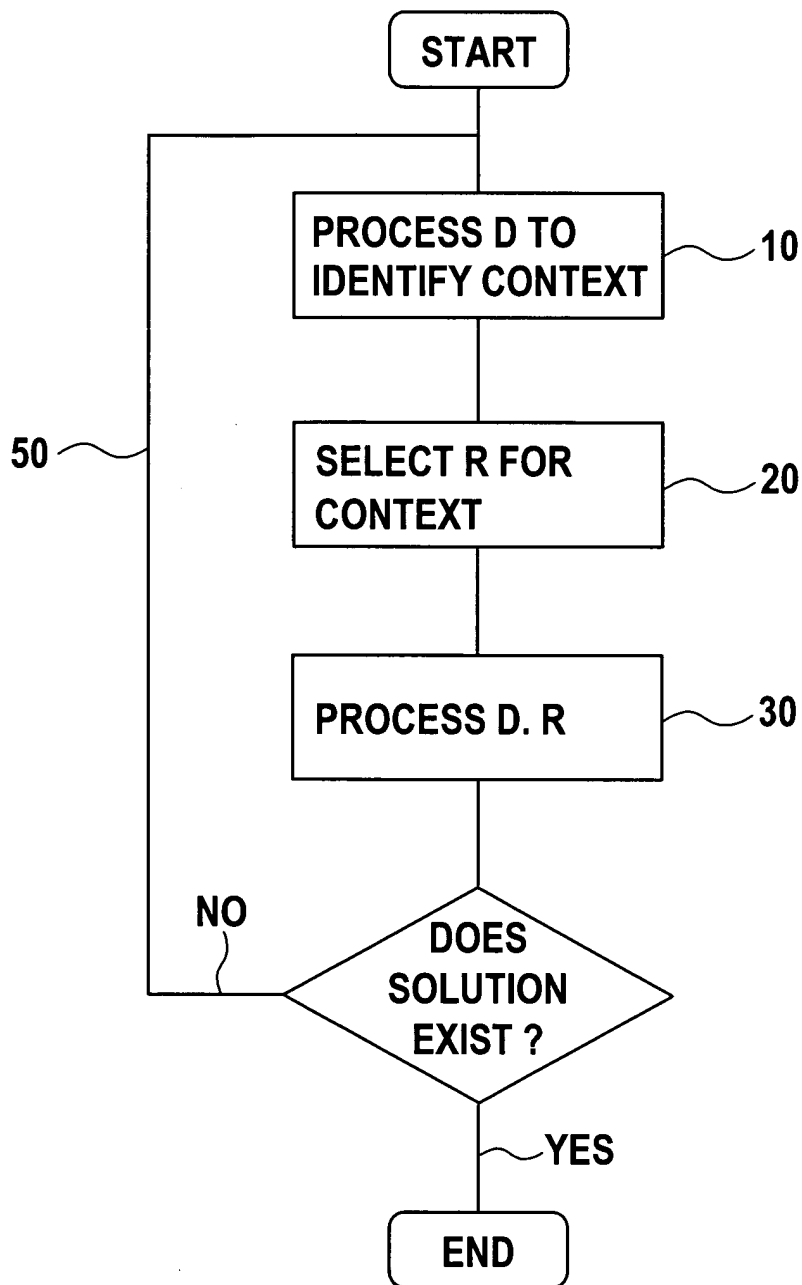 START
PROCESS D TO
IDENTIFY CONTEXT
10
50
SELECT R FOR
CONTEXT
20
PROCESS D. R
30
NO
DOES
SOLUTION
EXIST ?
YES
END